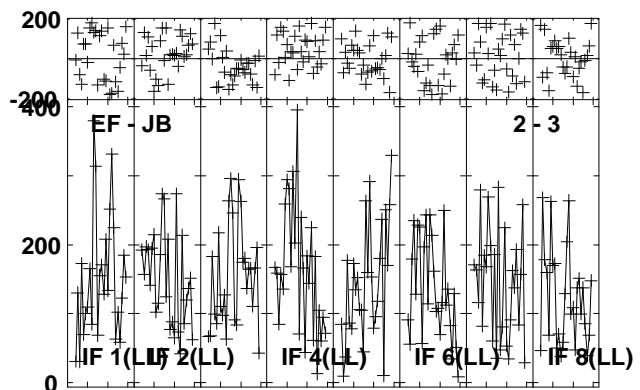 200
-200
400
EF - JB 2 - 3
200
IF 1(LL) IF 2(LL) IF 4(LL) IF 6(LL) IF 8(LL)
0